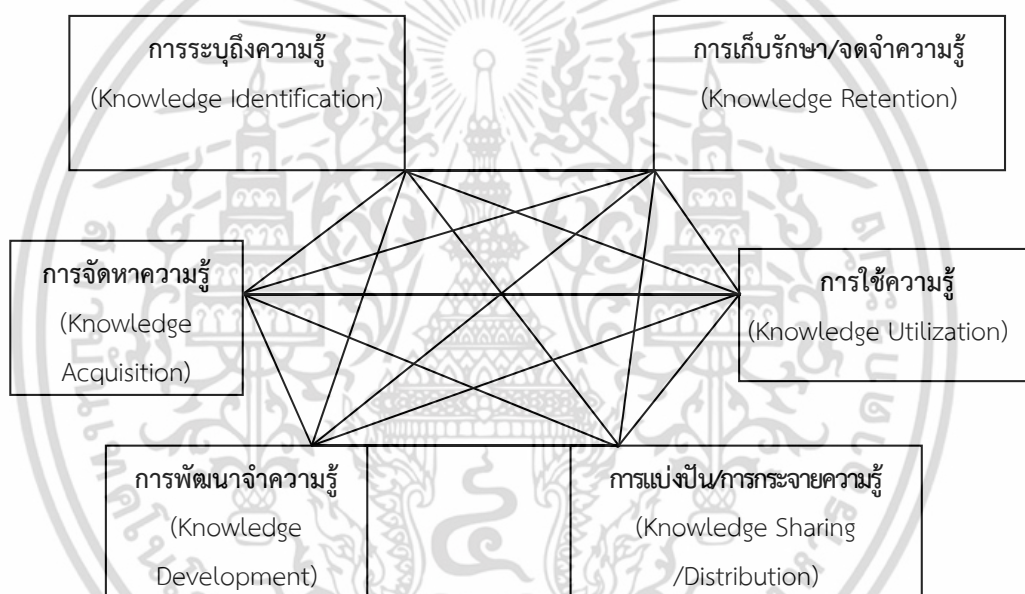 การระบุถึงความรู้
(Knowledge Identification)
การเก็บรักษา/จดจำความรู้
(Knowledge Retention)
การจัดหาความรู้
(Knowledge
Acquisition)
การใช้ความรู้
(Knowledge Utilization)
การพัฒนาจำความรู้
(Knowledge
Development)
การแบ่งปัน/การกระจายความรู้
(Knowledge Sharing
/Distribution)